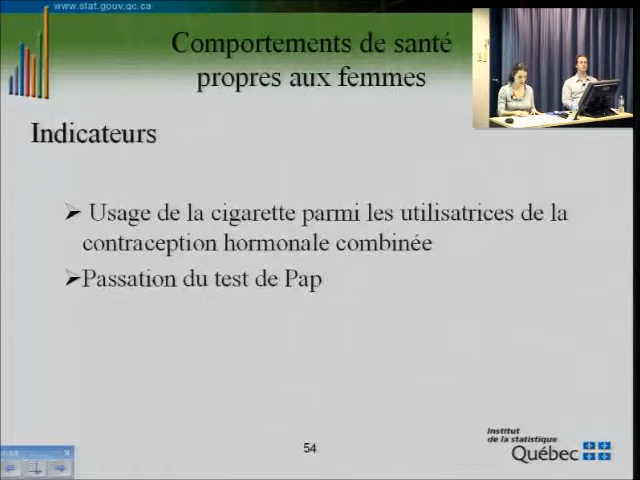 www.stat.gouv.qc.ca
Comportements de santé
propres aux femmes
Indicateurs
Usage de la cigarette parmi les utilisatrices de la
contraception hormonale combinée
Passation du test de Pap
54
Institut
de la statistique
Québec